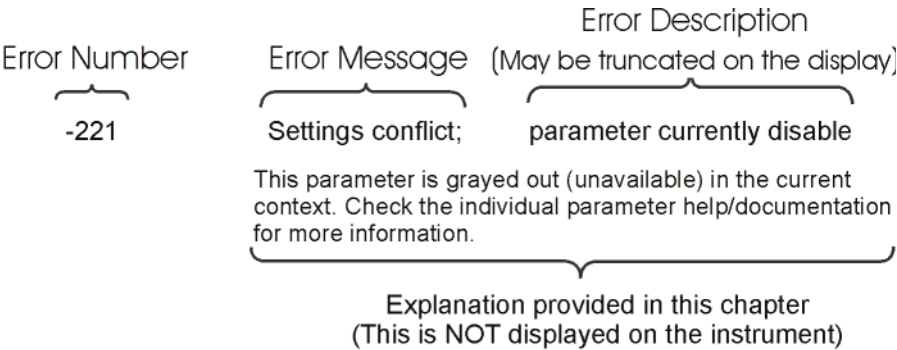 Error Description
Error Number Error Message (May be truncated on the display)
-221 Settings conflict; parameter currently disable
This parameter is grayed out (unavailable) in the current
context. Check the individual parameter help/documentation
for more information.
Explanation provided in this chapter
(This is NOT displayed on the instrument)